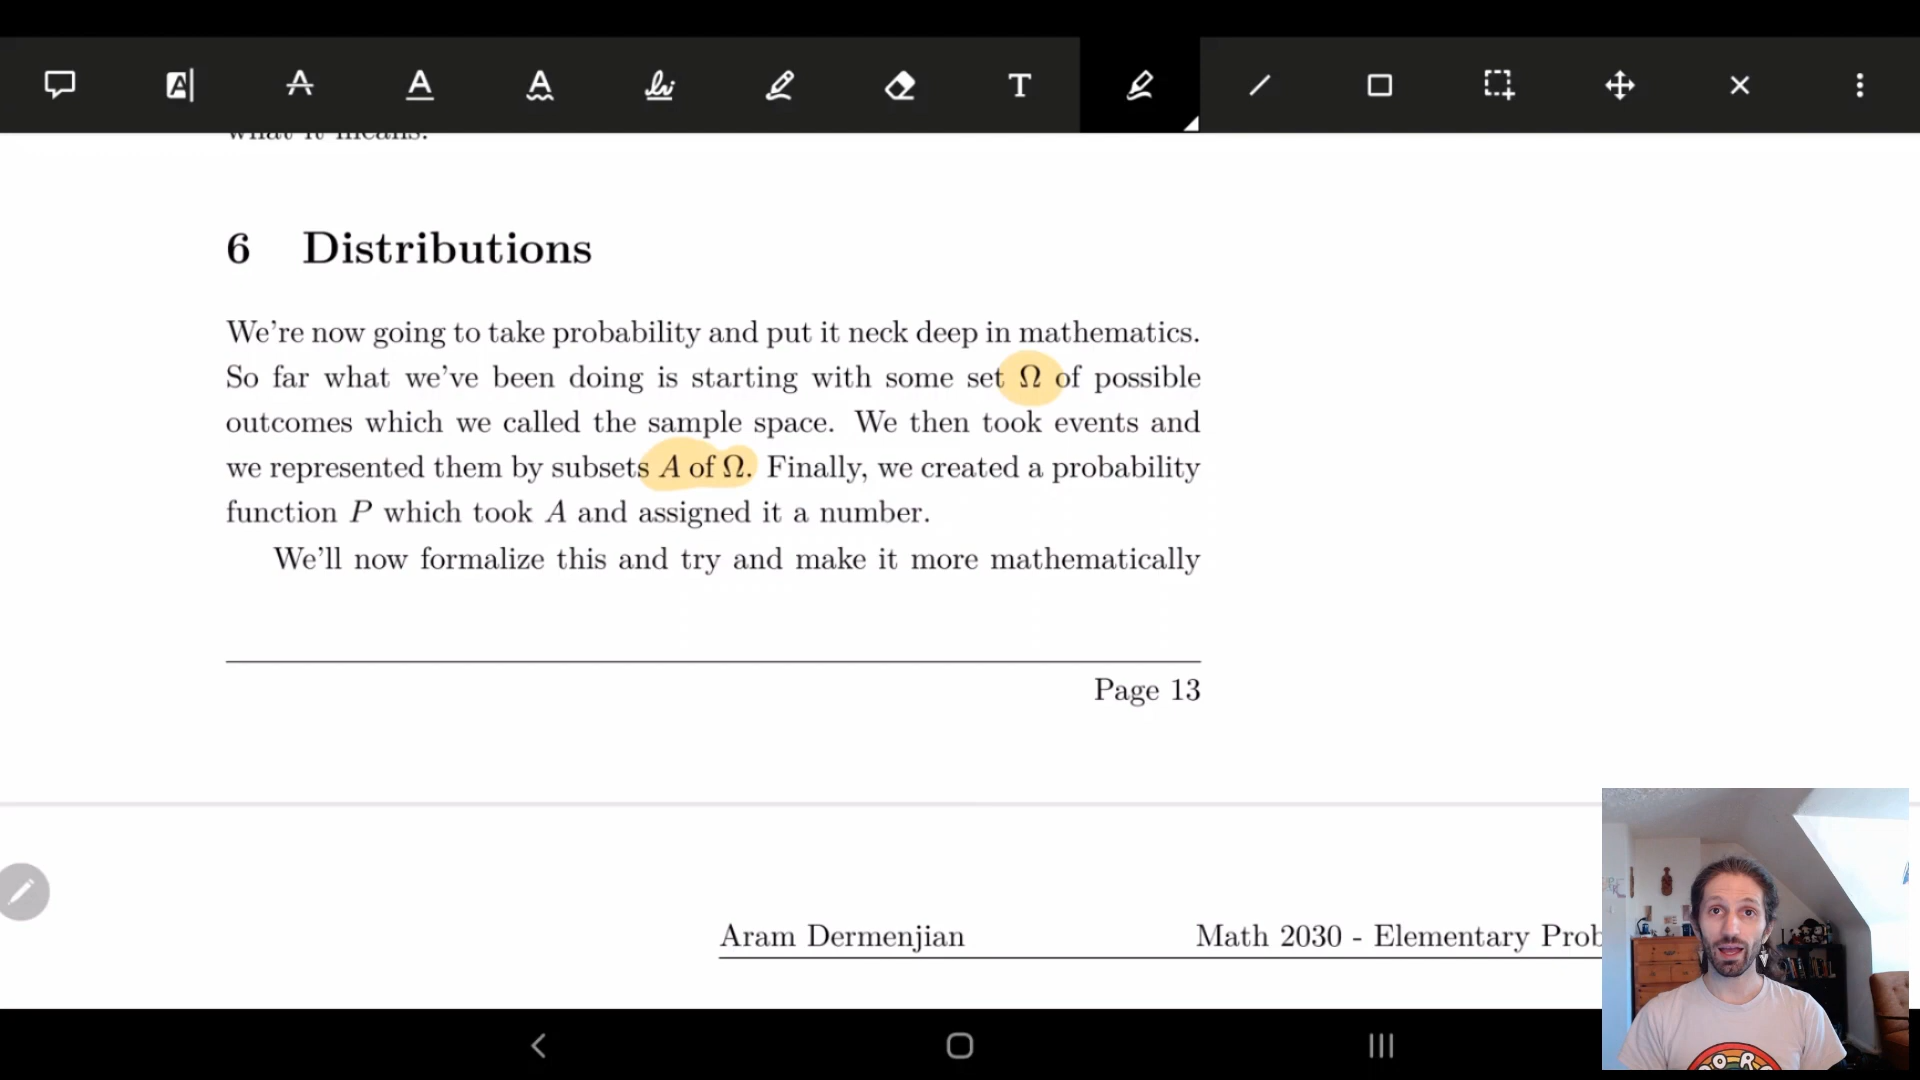 what it means.
6 Distributions
We're now going to take probability and put it neck deep in mathematics.
So far what we've been doing is starting with some set Ω of possible
outcomes which we called the sample space. We then took events and
we represented them by subsets A of Ω. Finally, we created a probability
function P which took A and assigned it a number.
We'll now formalize this and try and make it more mathematically
Page 13
Aram Dermenjian Math 2030 - Elementary Prob